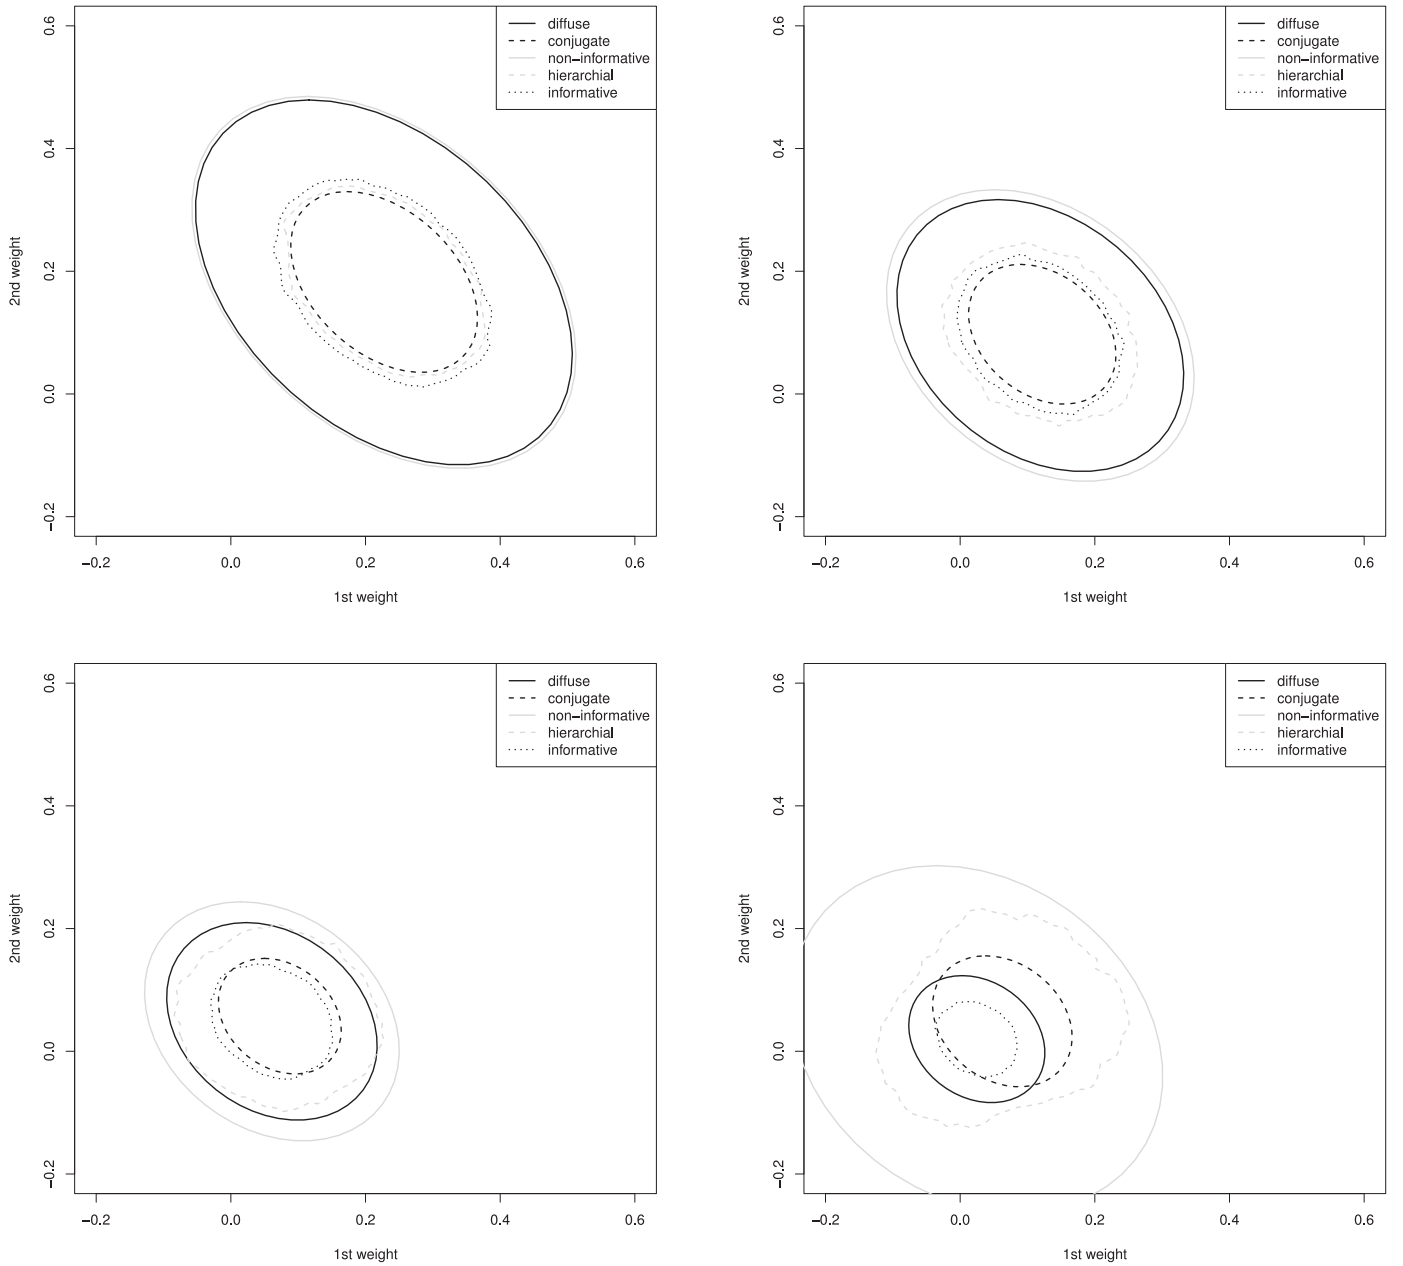 diffuse
conjugate
non−informative
hierarchial
informative
0.6
0.4
0.2
0.0
−0.2
2nd weight
−0.2 0.0 0.2 0.4 0.6
1st weight
diffuse
conjugate
non−informative
hierarchial
informative
0.6
0.4
0.2
0.0
−0.2
2nd weight
−0.2 0.0 0.2 0.4 0.6
1st weight
diffuse
conjugate
non−informative
hierarchial
informative
0.6
0.4
0.2
0.0
−0.2
2nd weight
−0.2 0.0 0.2 0.4 0.6
1st weight
diffuse
conjugate
non−informative
hierarchial
informative
0.6
0.4
0.2
0.0
−0.2
2nd weight
−0.2 0.0 0.2 0.4 0.6
1st weight